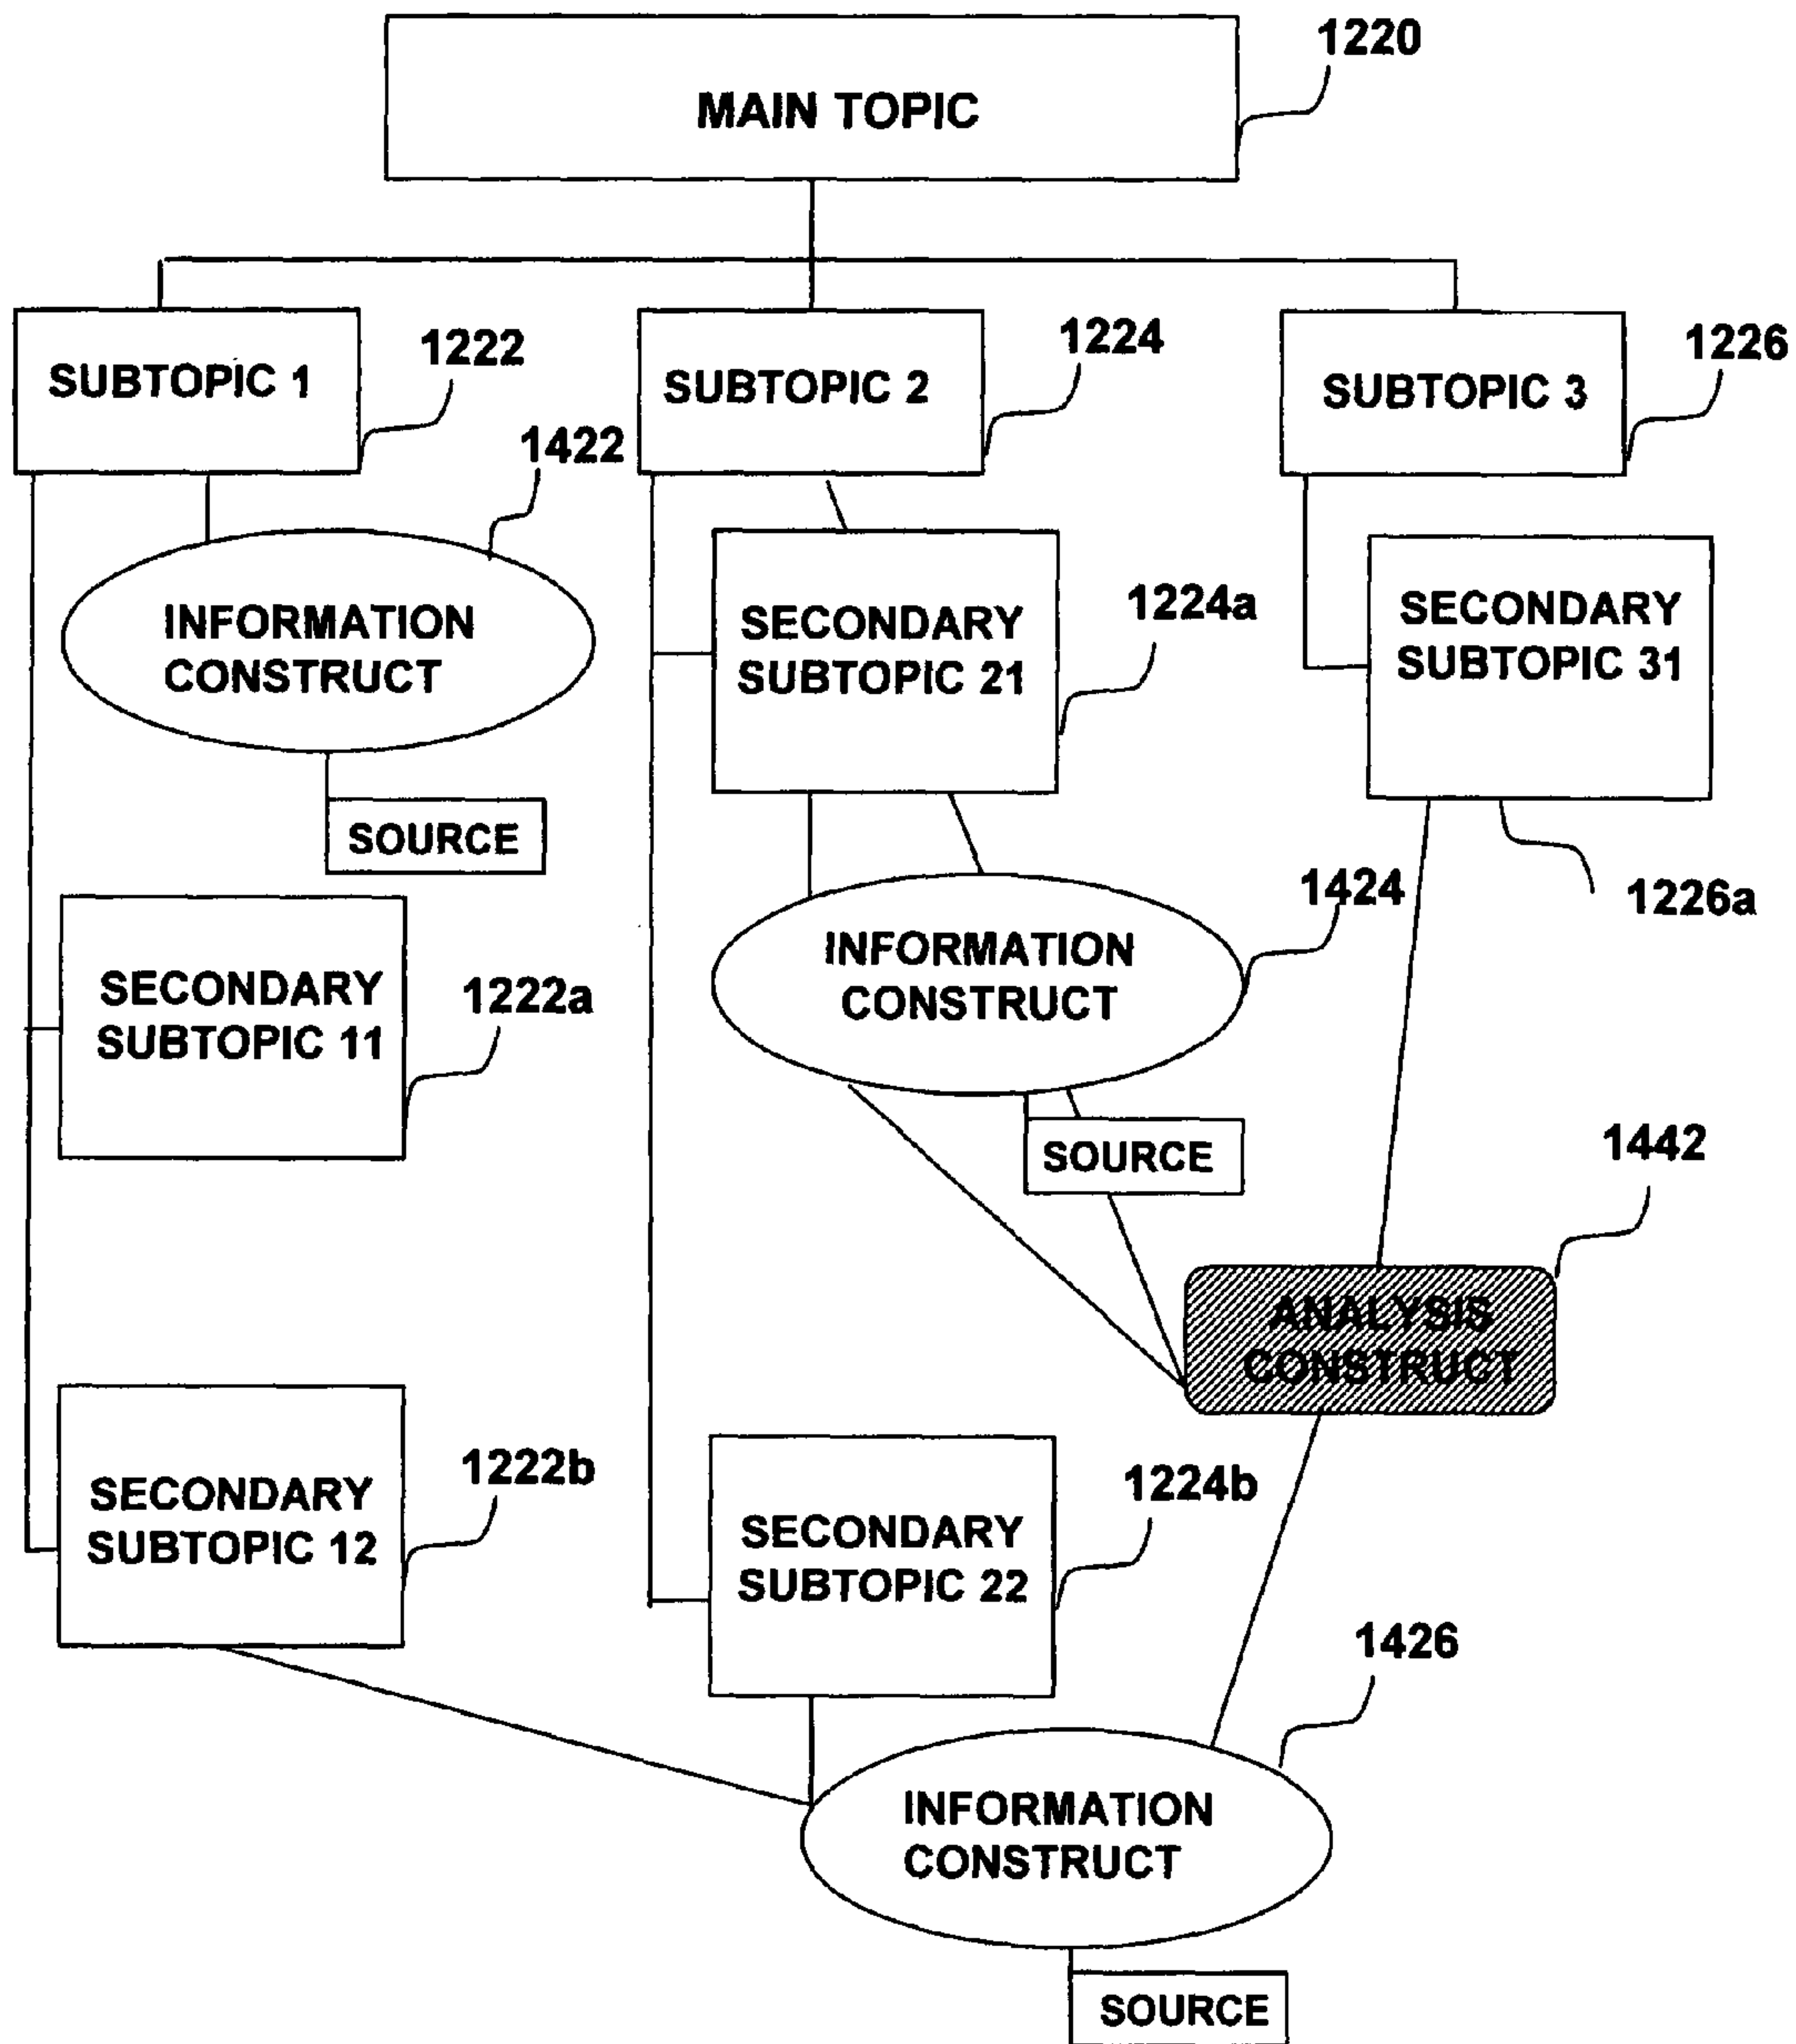 1220
MAIN TOPIC
SUBTOPIC 1
1222
SUBTOPIC 2
1224
SUBTOPIC 3
1226
1422
INFORMATION
CONSTRUCT
SOURCE
SECONDARY
SUBTOPIC 21
1224a
SECONDARY
SUBTOPIC 31
1226a
INFORMATION
CONSTRUCT
1424
SOURCE
SECONDARY
SUBTOPIC 11
1222a
1442
ANALYSIS
CONSTRUCT
SECONDARY
SUBTOPIC 12
1222b
SECONDARY
SUBTOPIC 22
1224b
1426
INFORMATION
CONSTRUCT
SOURCE